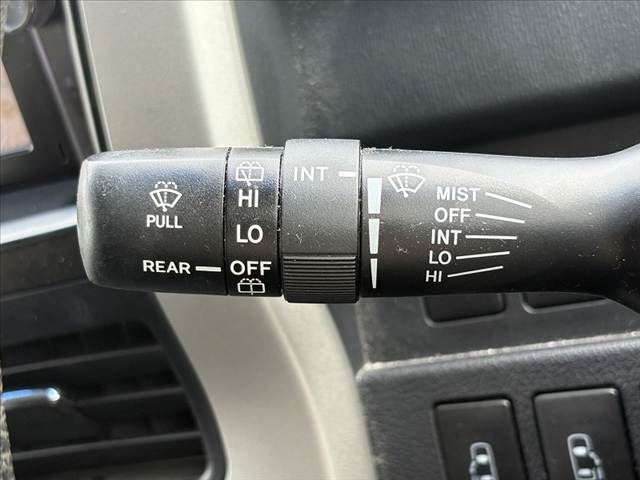 PULL
REAR
HI
LO
OFF
INT
MIST
OFF
INT
LO
HI